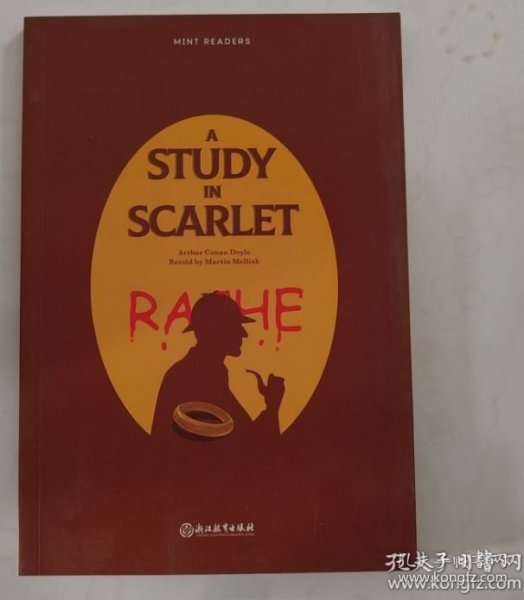 MINT READERS
A
STUDY
IN
SCARLET
Arthur Conan Doyle
Retold by Martin Mellish
RACHE
浙江教育出版社
孔夫子旧书网
www.kongfz.com